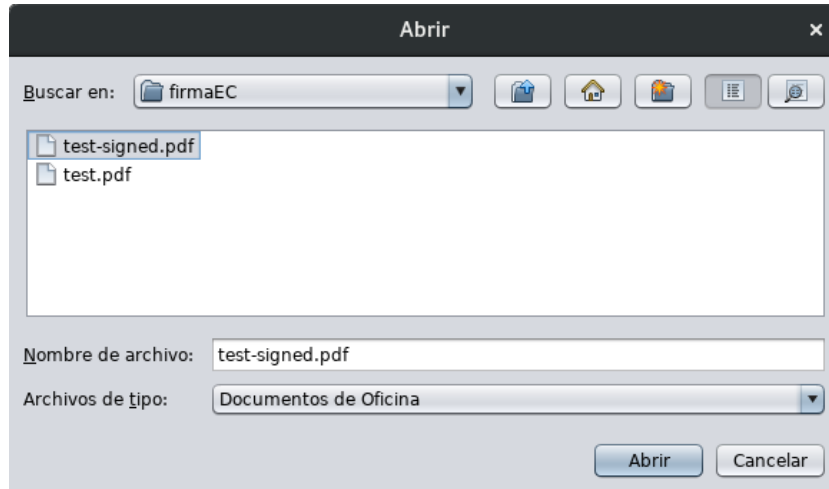 Abrir
Buscar en: firmaEC
test-signed.pdf
test.pdf
Nombre de archivo: test-signed.pdf
Archivos de tipo: Documentos de Oficina
Abrir Cancelar